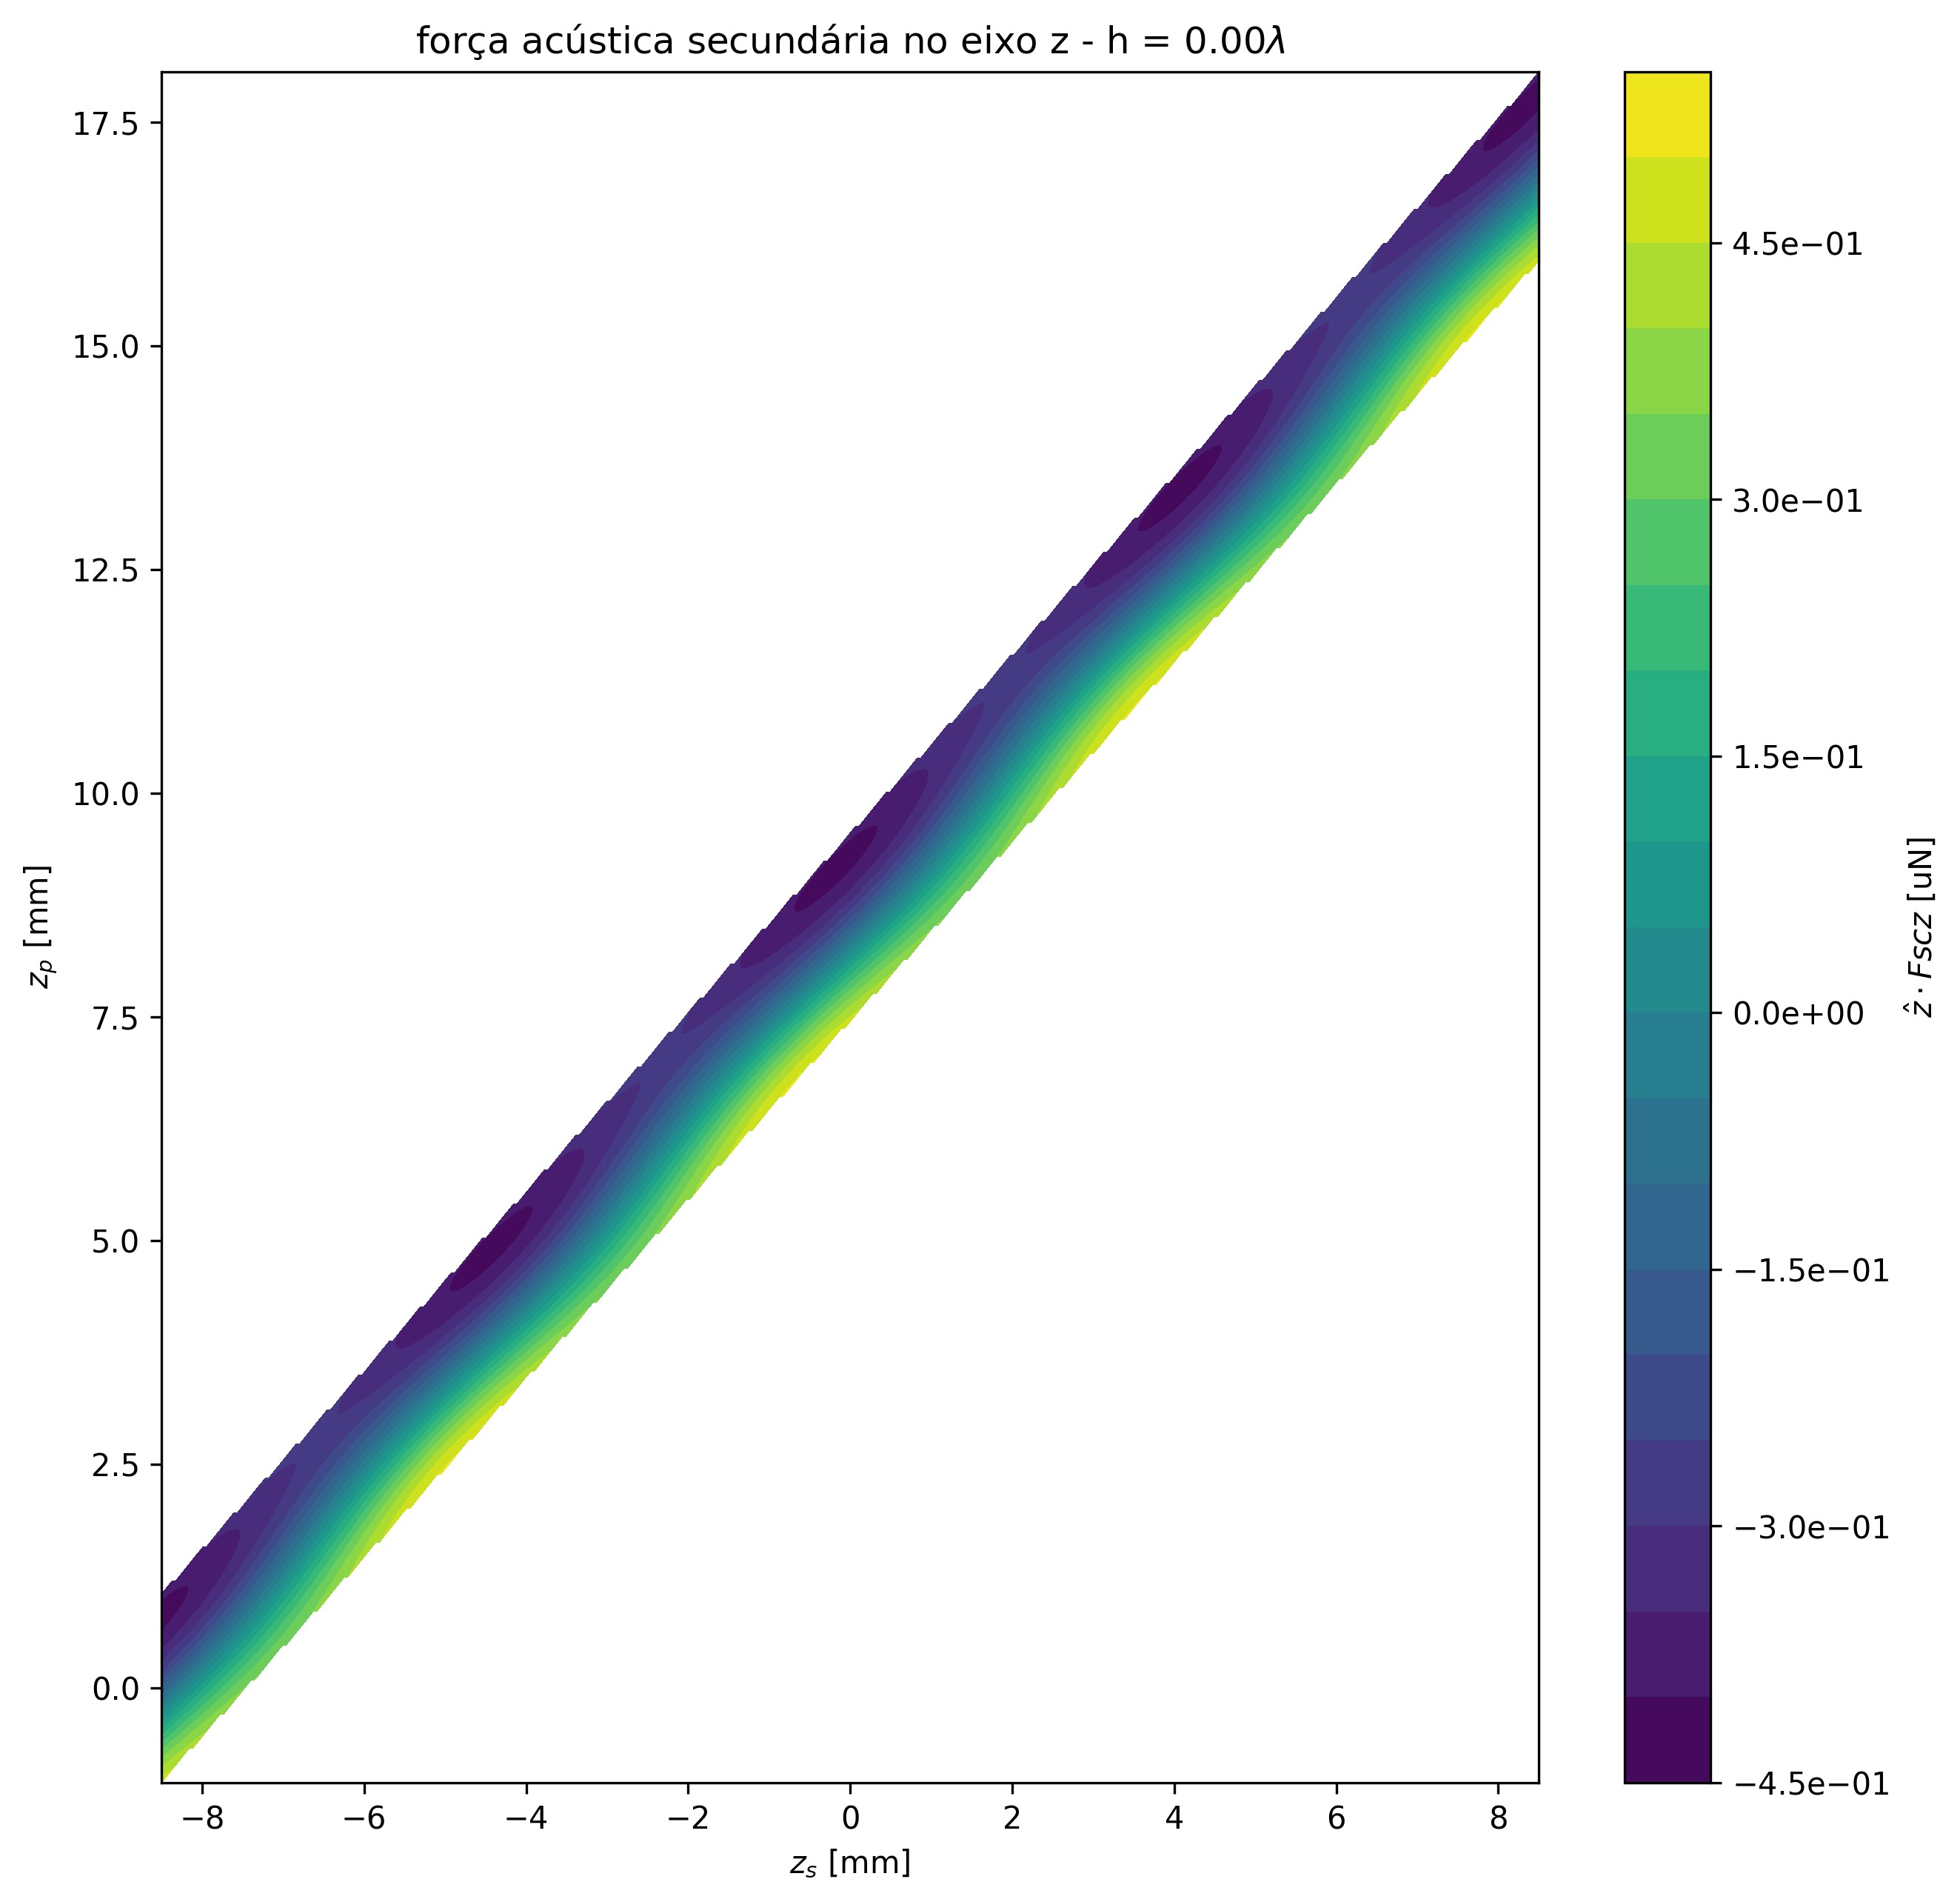 força acústica secundária no eixo z - h = 0.00λ
17.5
15.0
12.5
10.0
7.5
5.0
2.5
0.0
z_p [mm]
−8 −6 −4 −2 0 2 4 6 8
z_s [mm]
4.5e−01
3.0e−01
1.5e−01
0.0e+00
−1.5e−01
−3.0e−01
−4.5e−01
ẑ · Fscz [uN]